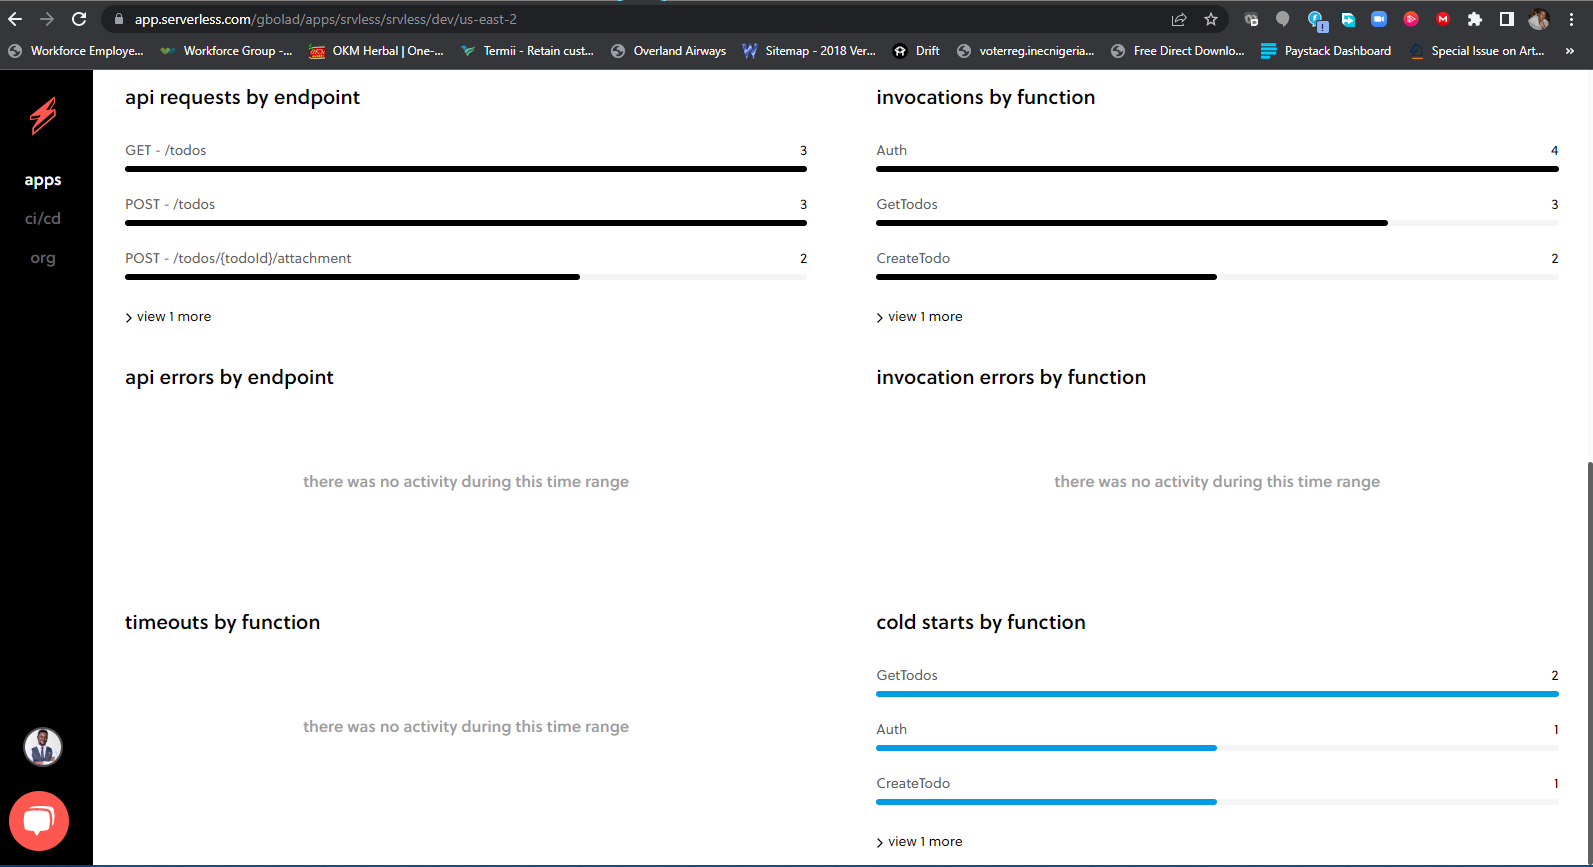 app.serverless.com/gbolad/apps/srvless/srvless/dev/us-east-2
Workforce Employe... Workforce Group -... OKM Herbal | One-... Termii - Retain cust... Overland Airways Sitemap - 2018 Ver... Drift voterreg.inecnigeria... Free Direct Downlo... Paystack Dashboard Special Issue on Art... »
apps
ci/cd
org
api requests by endpoint
GET - /todos 3
POST - /todos 3
POST - /todos/{todoId}/attachment 2
view 1 more
invocations by function
Auth 4
GetTodos 3
CreateTodo 2
view 1 more
api errors by endpoint
there was no activity during this time range
invocation errors by function
there was no activity during this time range
timeouts by function
there was no activity during this time range
cold starts by function
GetTodos 2
Auth 1
CreateTodo 1
view 1 more